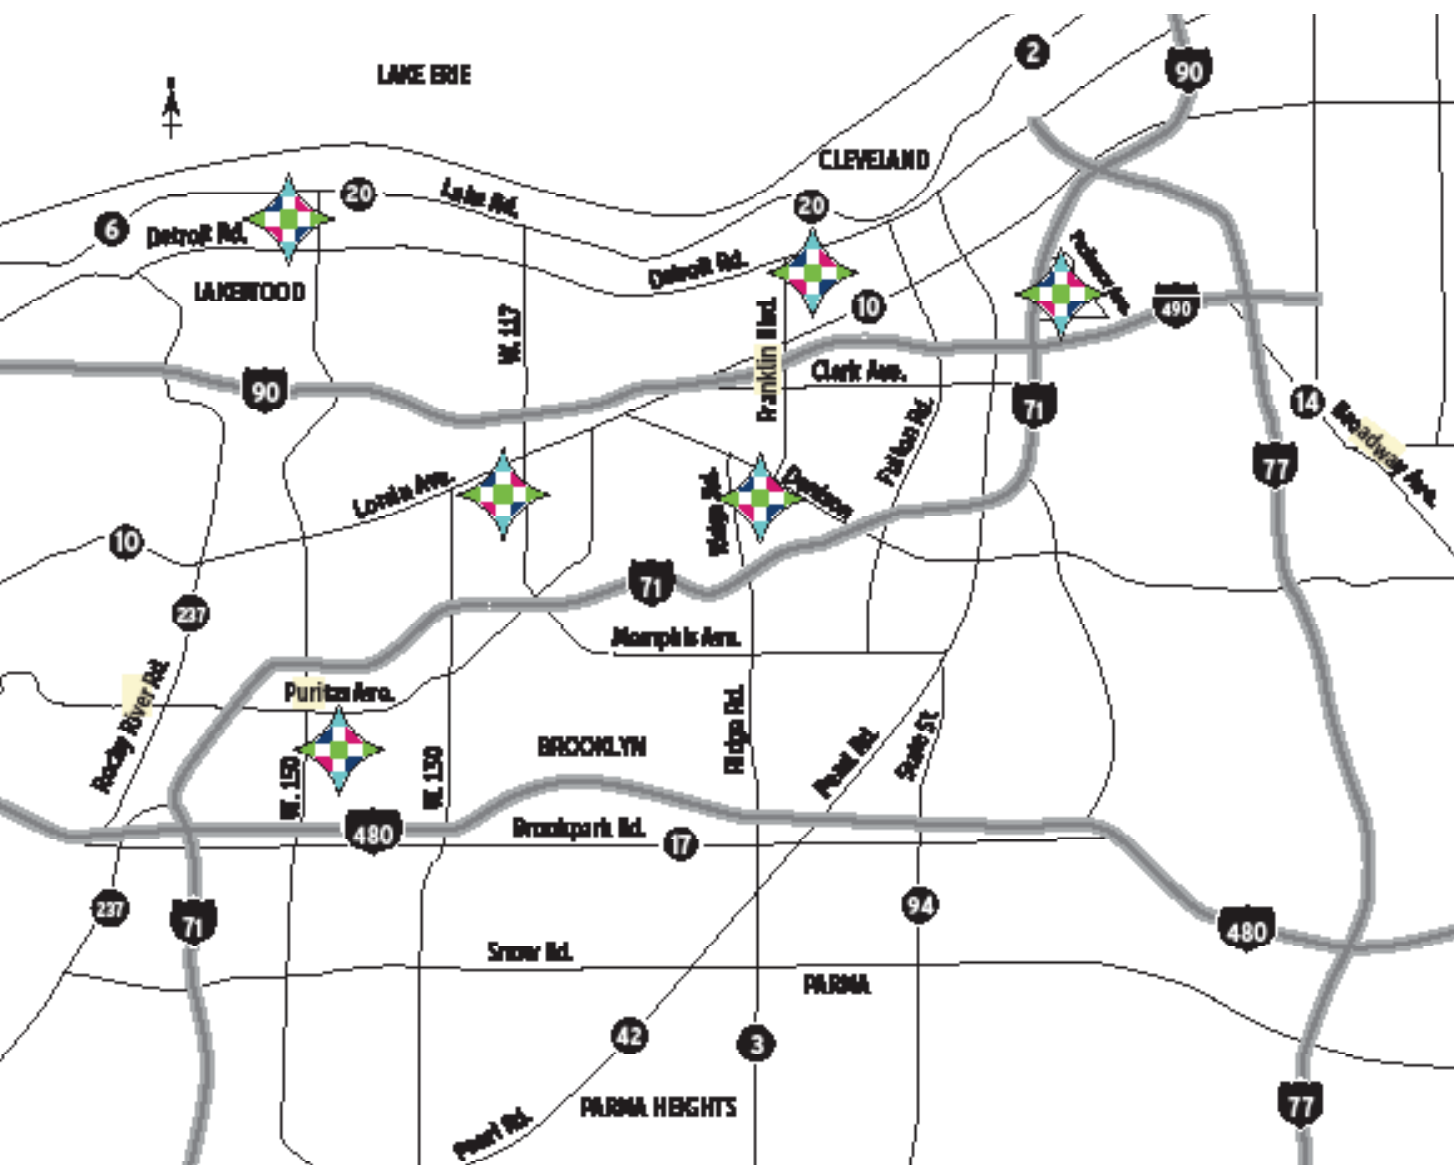 2
90
LAKE ERIE
CLEVELAND
20
Lake Rd.
20
6
Detroit Rd.
Detroit Rd.
LAKEWOOD
10
490
W. 117
Franklin Blvd.
Clark Ave.
90
71
14
Broadway Ave.
Fulton Rd.
77
Lorain Ave.
Ridge Rd.
Denison
10
71
237
Memphis Ave.
Rocky River Rd.
Puritas Ave.
Ridge Rd.
BROOKLYN
Pearl Rd.
State St
W. 150
W. 130
480
Brookpark Rd.
17
237
71
94
480
Snow Rd.
PARMA
42
3
PARMA HEIGHTS
77
Pearl Rd.